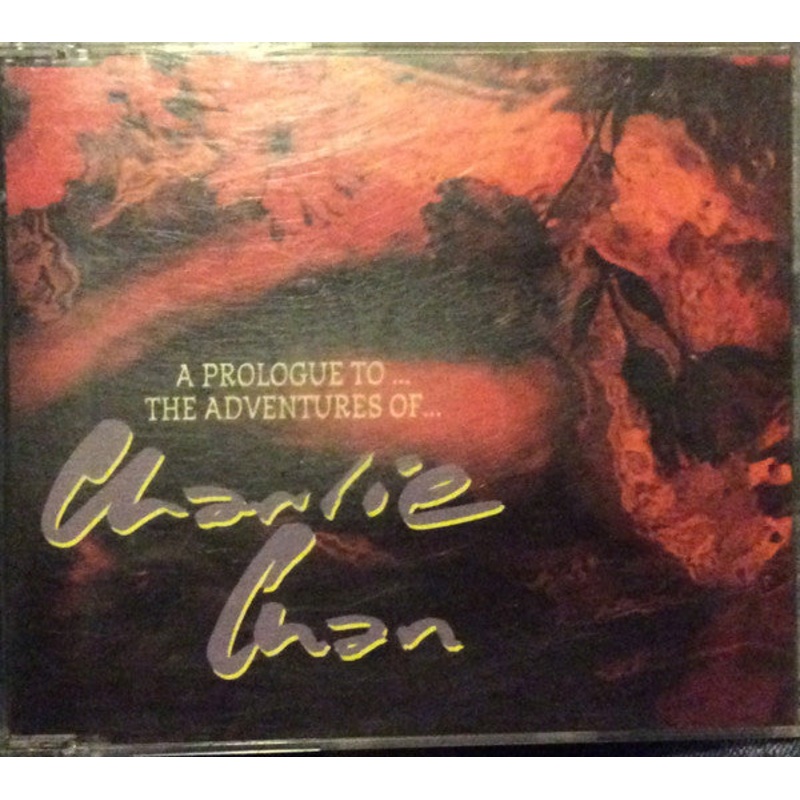 A PROLOGUE TO ...
THE ADVENTURES OF...
Charlie
Chan